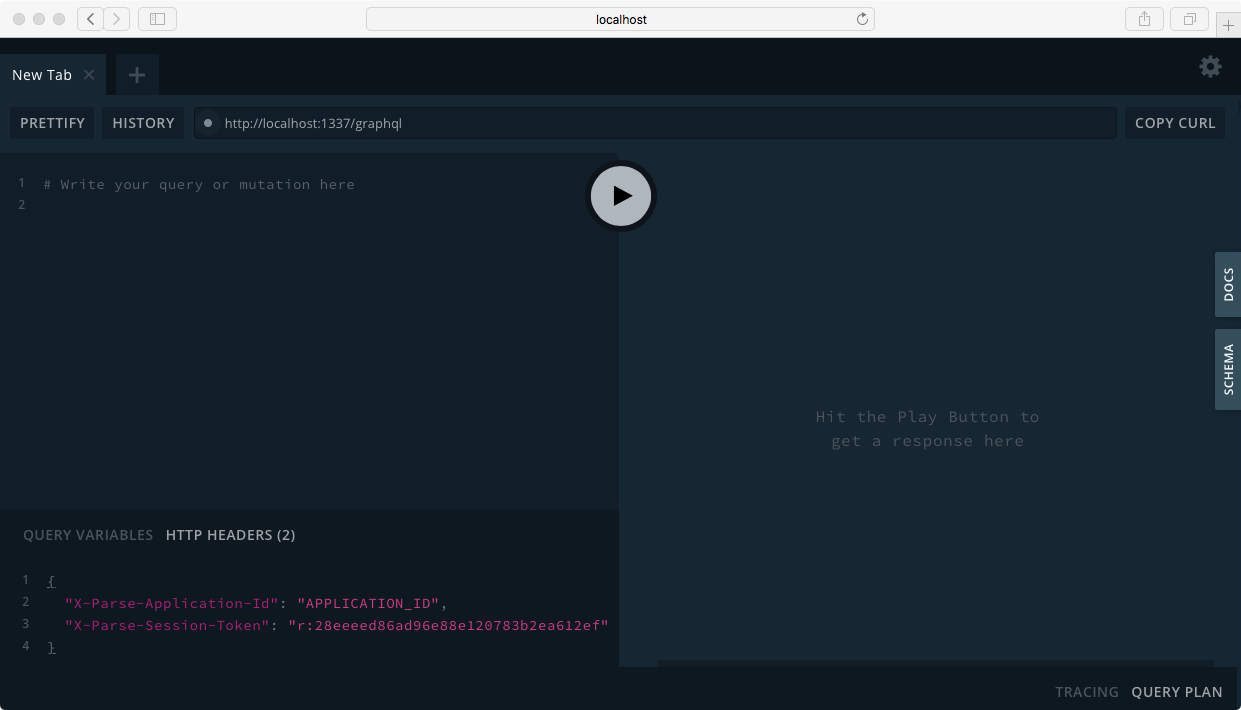 localhost
New Tab
PRETTIFY HISTORY http://localhost:1337/graphql COPY CURL
1 # Write your query or mutation here
2
DOCS
SCHEMA
Hit the Play Button to
get a response here
QUERY VARIABLES HTTP HEADERS (2)
1 {
2 "X-Parse-Application-Id": "APPLICATION_ID",
3 "X-Parse-Session-Token": "r:28eeeed86ad96e88e120783b2ea612ef"
4 }
TRACING QUERY PLAN